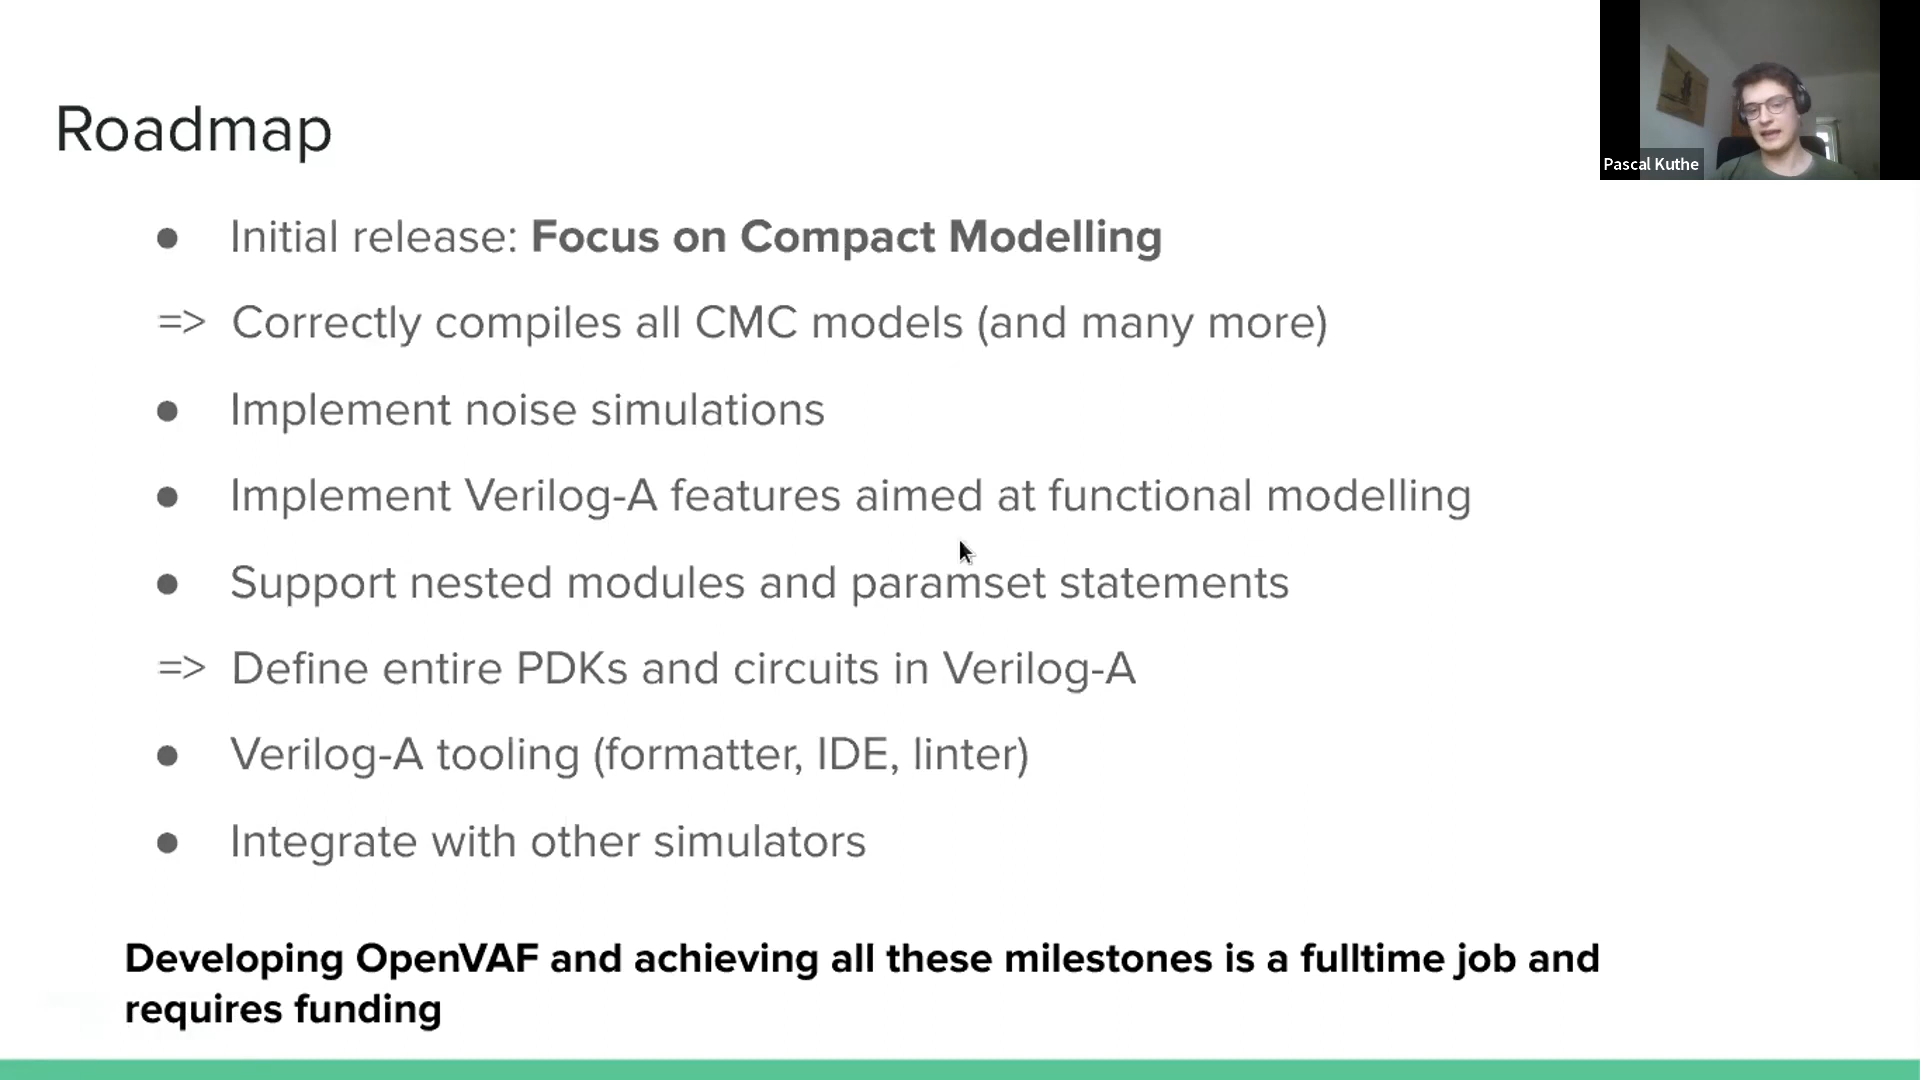 Roadmap
Pascal Kuthe
● Initial release: Focus on Compact Modelling
=> Correctly compiles all CMC models (and many more)
● Implement noise simulations
● Implement Verilog-A features aimed at functional modelling
● Support nested modules and paramset statements
=> Define entire PDKs and circuits in Verilog-A
● Verilog-A tooling (formatter, IDE, linter)
● Integrate with other simulators
Developing OpenVAF and achieving all these milestones is a fulltime job and
requires funding